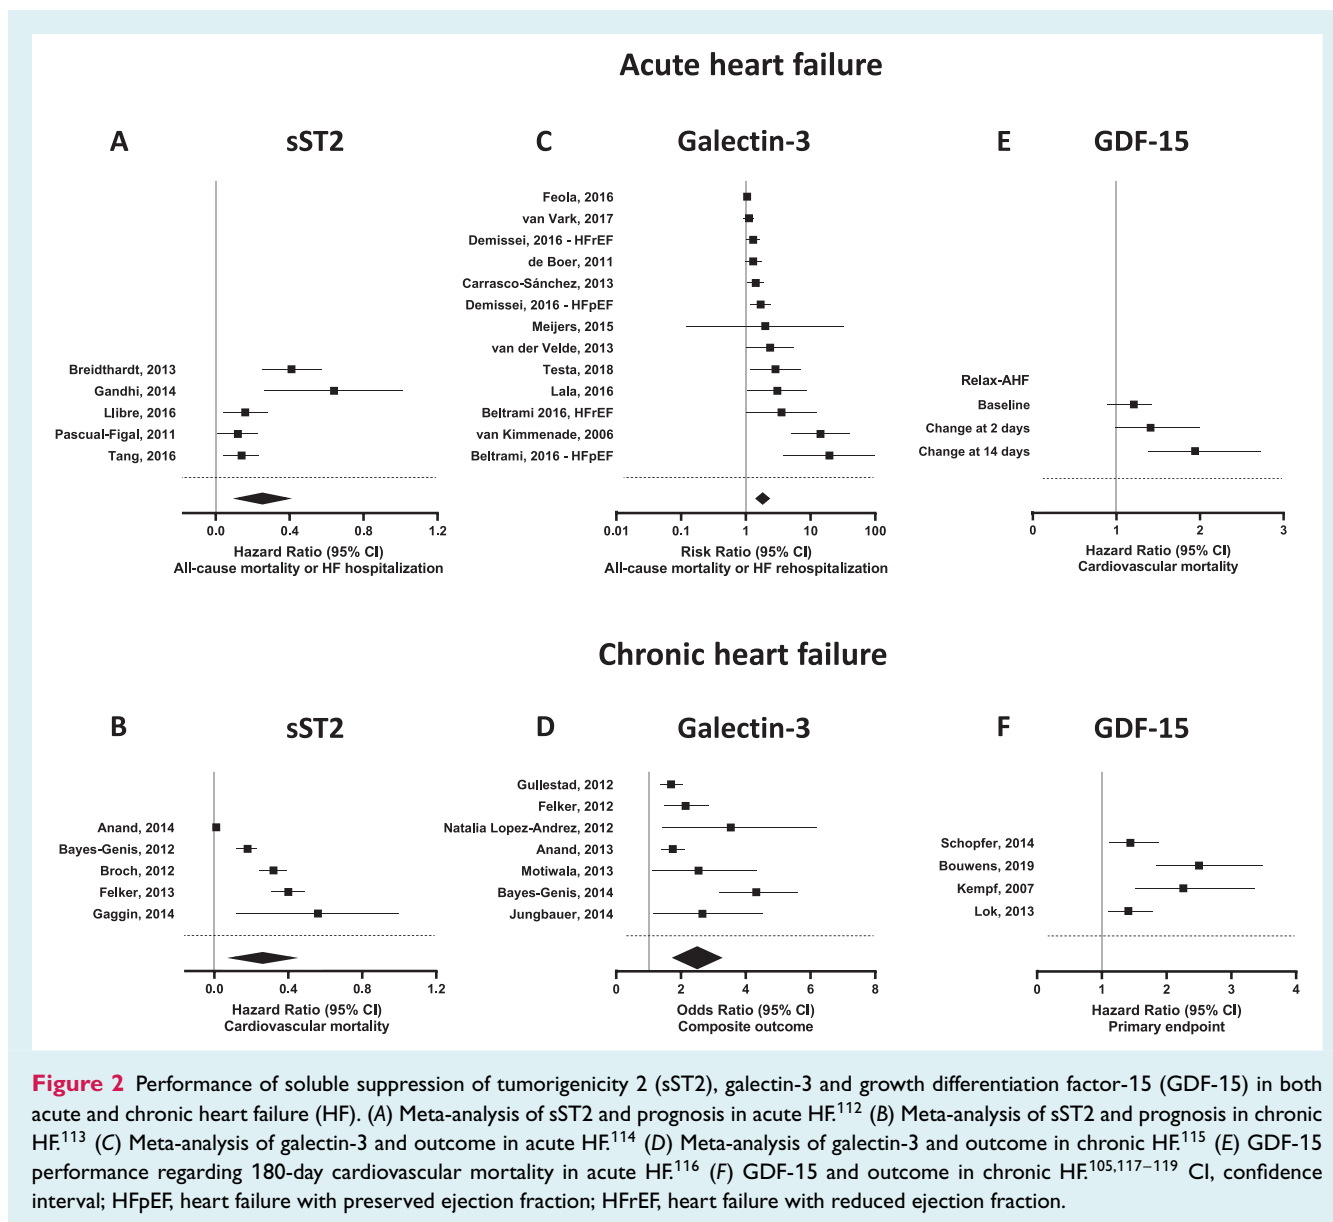 Acute heart failure
A
sST2
Breidthardt, 2013
Gandhi, 2014
Llibre, 2016
Pascual-Figal, 2011
Tang, 2016
0.0 0.4 0.8 1.2
Hazard Ratio (95% CI)
All-cause mortality or HF hospitalization
C
Galectin-3
Feola, 2016
van Vark, 2017
Demissei, 2016 - HFrEF
de Boer, 2011
Carrasco-Sánchez, 2013
Demissei, 2016 - HFpEF
Meijers, 2015
van der Velde, 2013
Testa, 2018
Lala, 2016
Beltrami 2016, HFrEF
van Kimmenade, 2006
Beltrami, 2016 - HFpEF
0.01 0.1 1 10 100
Risk Ratio (95% CI)
All-cause mortality or HF rehospitalization
E
GDF-15
Relax-AHF
Baseline
Change at 2 days
Change at 14 days
0 1 2 3
Hazard Ratio (95% CI)
Cardiovascular mortality
Chronic heart failure
B
sST2
Anand, 2014
Bayes-Genis, 2012
Broch, 2012
Felker, 2013
Gaggin, 2014
0.0 0.4 0.8 1.2
Hazard Ratio (95% CI)
Cardiovascular mortality
D
Galectin-3
Gullestad, 2012
Felker, 2012
Natalia Lopez-Andrez, 2012
Anand, 2013
Motiwala, 2013
Bayes-Genis, 2014
Jungbauer, 2014
0 2 4 6 8
Odds Ratio (95% CI)
Composite outcome
F
GDF-15
Schopfer, 2014
Bouwens, 2019
Kempf, 2007
Lok, 2013
0 1 2 3 4
Hazard Ratio (95% CI)
Primary endpoint
Figure 2 Performance of soluble suppression of tumorigenicity 2 (sST2), galectin-3 and growth differentiation factor-15 (GDF-15) in both
acute and chronic heart failure (HF). (A) Meta-analysis of sST2 and prognosis in acute HF.112 (B) Meta-analysis of sST2 and prognosis in chronic
HF.113 (C) Meta-analysis of galectin-3 and outcome in acute HF.114 (D) Meta-analysis of galectin-3 and outcome in chronic HF.115 (E) GDF-15
performance regarding 180-day cardiovascular mortality in acute HF.116 (F) GDF-15 and outcome in chronic HF.105,117–119 CI, confidence
interval; HFpEF, heart failure with preserved ejection fraction; HFrEF, heart failure with reduced ejection fraction.